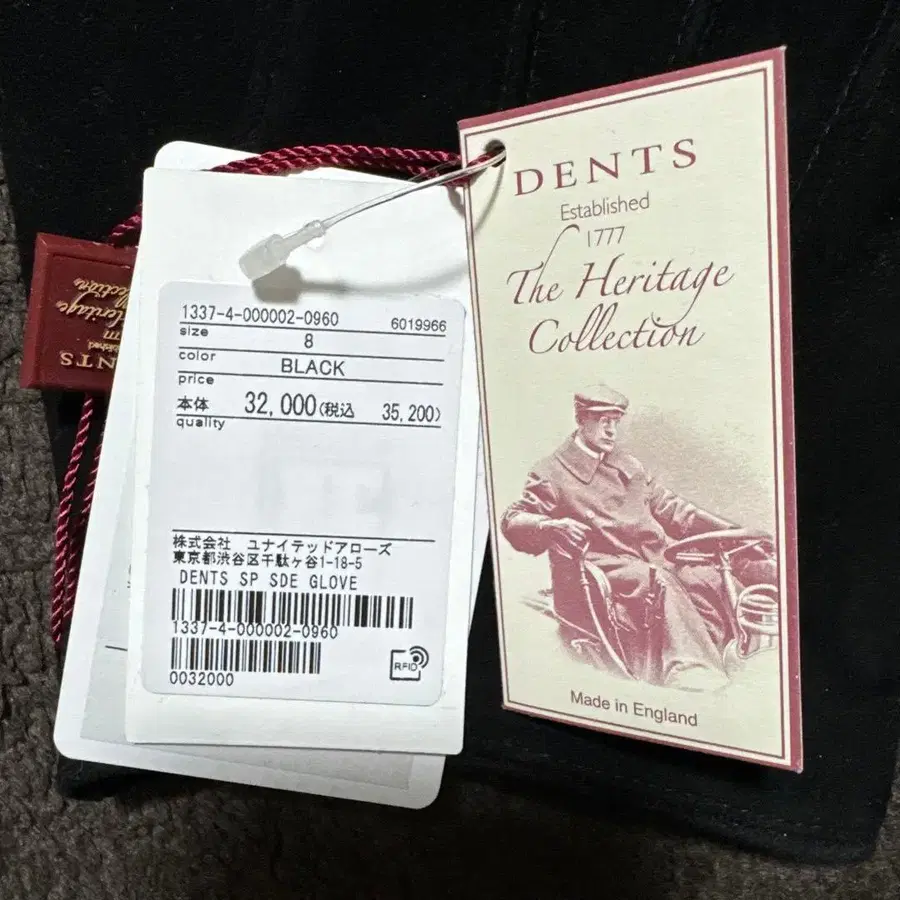 DENTS
Established
1777
The Heritage
Collection
Made in England
1337-4-000002-0960 6019966
size
8
color
BLACK
price
本体 32,000(税込 35,200)
quality
株式会社 ユナイテッドアローズ
東京都渋谷区千駄ヶ谷1-18-5
DENTS SP SDE GLOVE
1337-4-000002-0960
RFID
0032000
Heritage